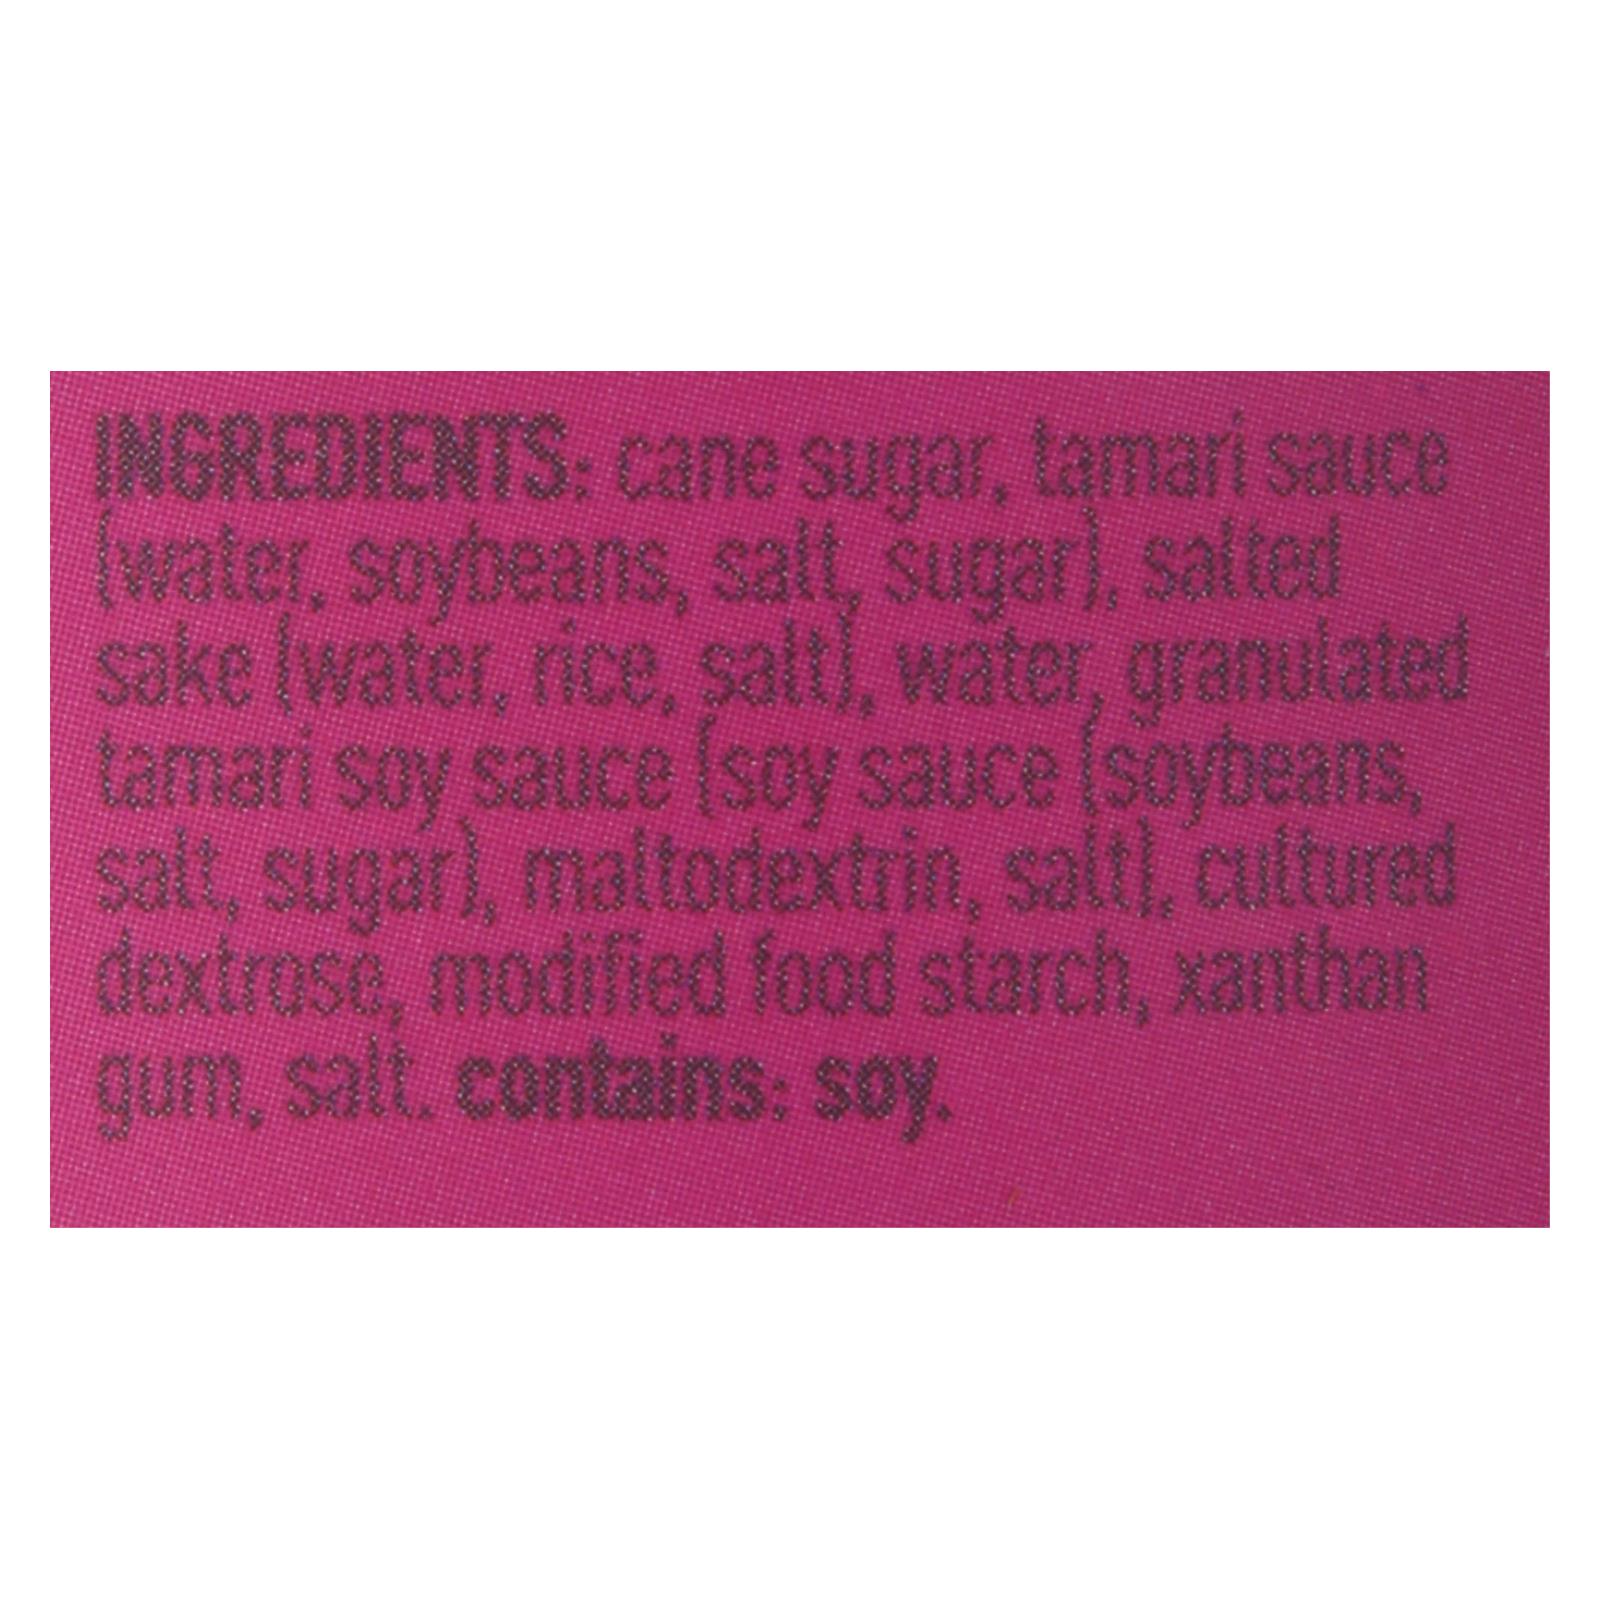 INGREDIENTS: cane sugar, tamari sauce
(water, soybeans, salt, sugar), salted
sake (water, rice, salt), water, granulated
tamari soy sauce (soy sauce (soybeans,
salt, sugar), maltodextrin, salt), cultured
dextrose, modified food starch, xanthan
gum, salt. contains: soy.